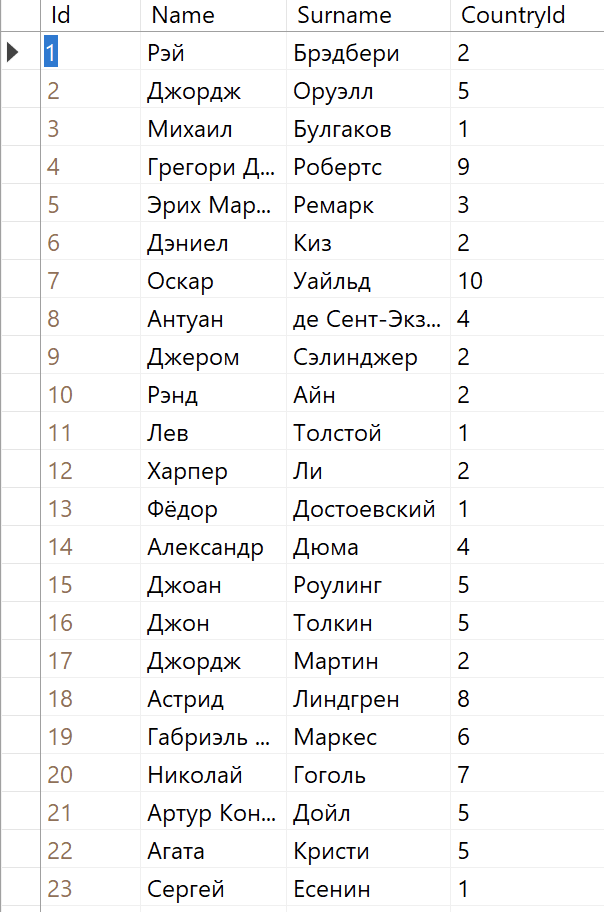 Id Name Surname CountryId
1 Рэй Брэдбери 2
2 Джордж Оруэлл 5
3 Михаил Булгаков 1
4 Грегори Д... Робертс 9
5 Эрих Мар... Ремарк 3
6 Дэниел Киз 2
7 Оскар Уайльд 10
8 Антуан де Сент-Экз... 4
9 Джером Сэлинджер 2
10 Рэнд Айн 2
11 Лев Толстой 1
12 Харпер Ли 2
13 Фёдор Достоевский 1
14 Александр Дюма 4
15 Джоан Роулинг 5
16 Джон Толкин 5
17 Джордж Мартин 2
18 Астрид Линдгрен 8
19 Габриэль ... Маркес 6
20 Николай Гоголь 7
21 Артур Кон... Дойл 5
22 Агата Кристи 5
23 Сергей Есенин 1